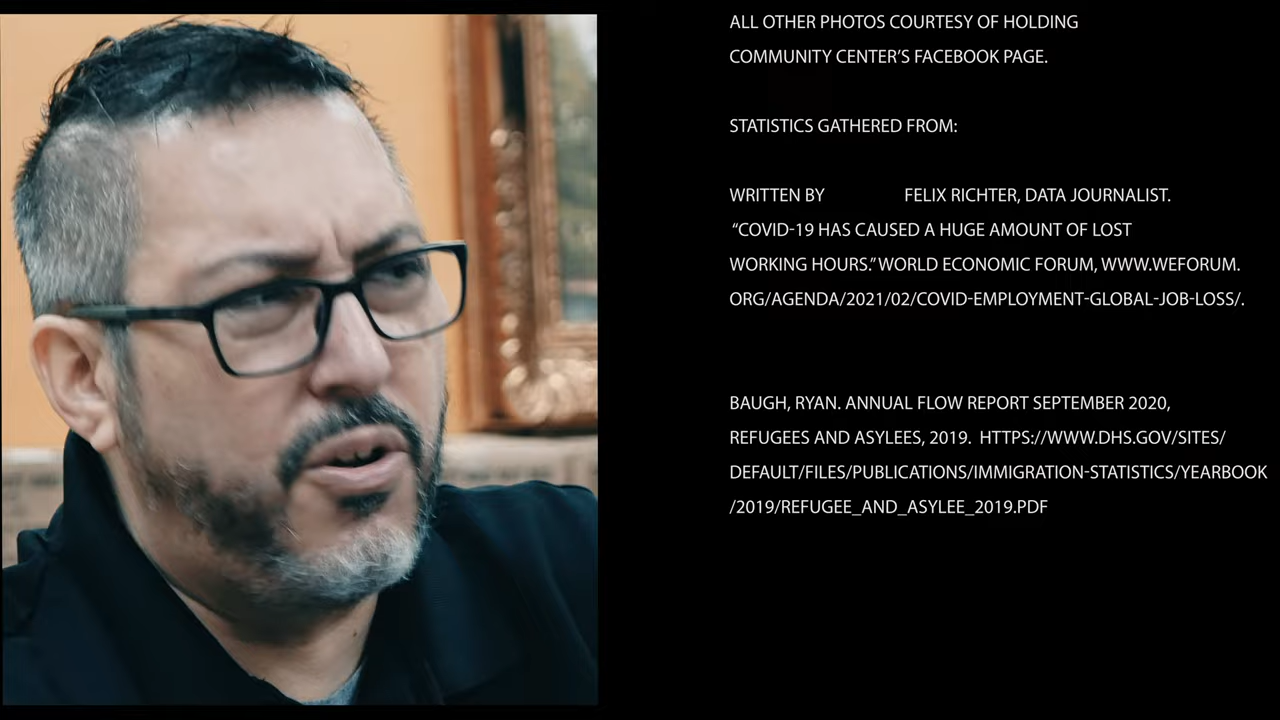 ALL OTHER PHOTOS COURTESY OF HOLDING
COMMUNITY CENTER'S FACEBOOK PAGE.
STATISTICS GATHERED FROM:
WRITTEN BY FELIX RICHTER, DATA JOURNALIST.
“COVID-19 HAS CAUSED A HUGE AMOUNT OF LOST
WORKING HOURS.” WORLD ECONOMIC FORUM, WWW.WEFORUM.
ORG/AGENDA/2021/02/COVID-EMPLOYMENT-GLOBAL-JOB-LOSS/.
BAUGH, RYAN. ANNUAL FLOW REPORT SEPTEMBER 2020,
REFUGEES AND ASYLEES, 2019. HTTPS://WWW.DHS.GOV/SITES/
DEFAULT/FILES/PUBLICATIONS/IMMIGRATION-STATISTICS/YEARBOOK
/2019/REFUGEE_AND_ASYLEE_2019.PDF